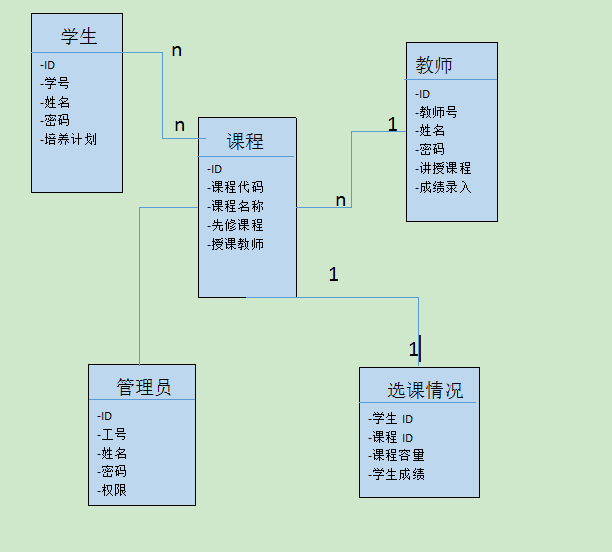 学生
-ID
-学号
-姓名
-密码
-培养计划
n
n
课程
-ID
-课程代码
-课程名称
-先修课程
-授课教师
教师
-ID
-教师号
-姓名
-密码
-讲授课程
-成绩录入
1
n
1
1
管理员
-ID
-工号
-姓名
-密码
-权限
选课情况
-学生 ID
-课程 ID
-课程容量
-学生成绩